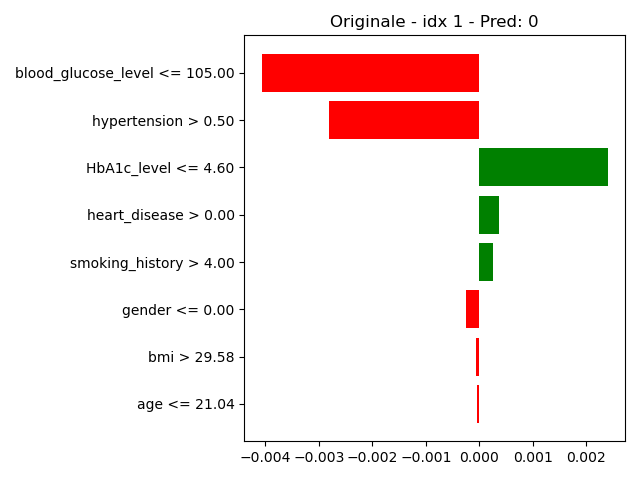 Originale - idx 1 - Pred: 0
blood_glucose_level <= 105.00
hypertension > 0.50
HbA1c_level <= 4.60
heart_disease > 0.00
smoking_history > 4.00
gender <= 0.00
bmi > 29.58
age <= 21.04
−0.004 −0.003 −0.002 −0.001 0.000 0.001 0.002